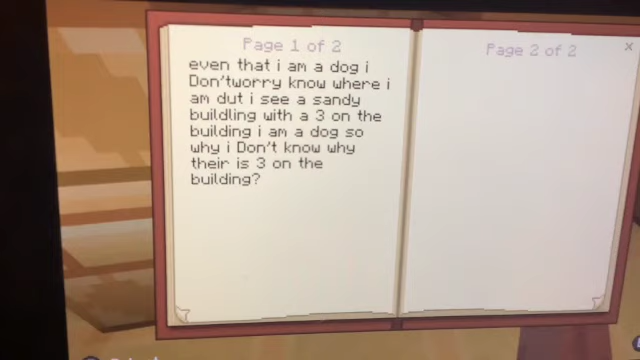 Page 1 of 2
even that i am a dog i
Don'tworry know where i
am dut i see a sandy
buildling with a 3 on the
building i am a dog so
why i Don't know why
their is 3 on the
building?
Page 2 of 2